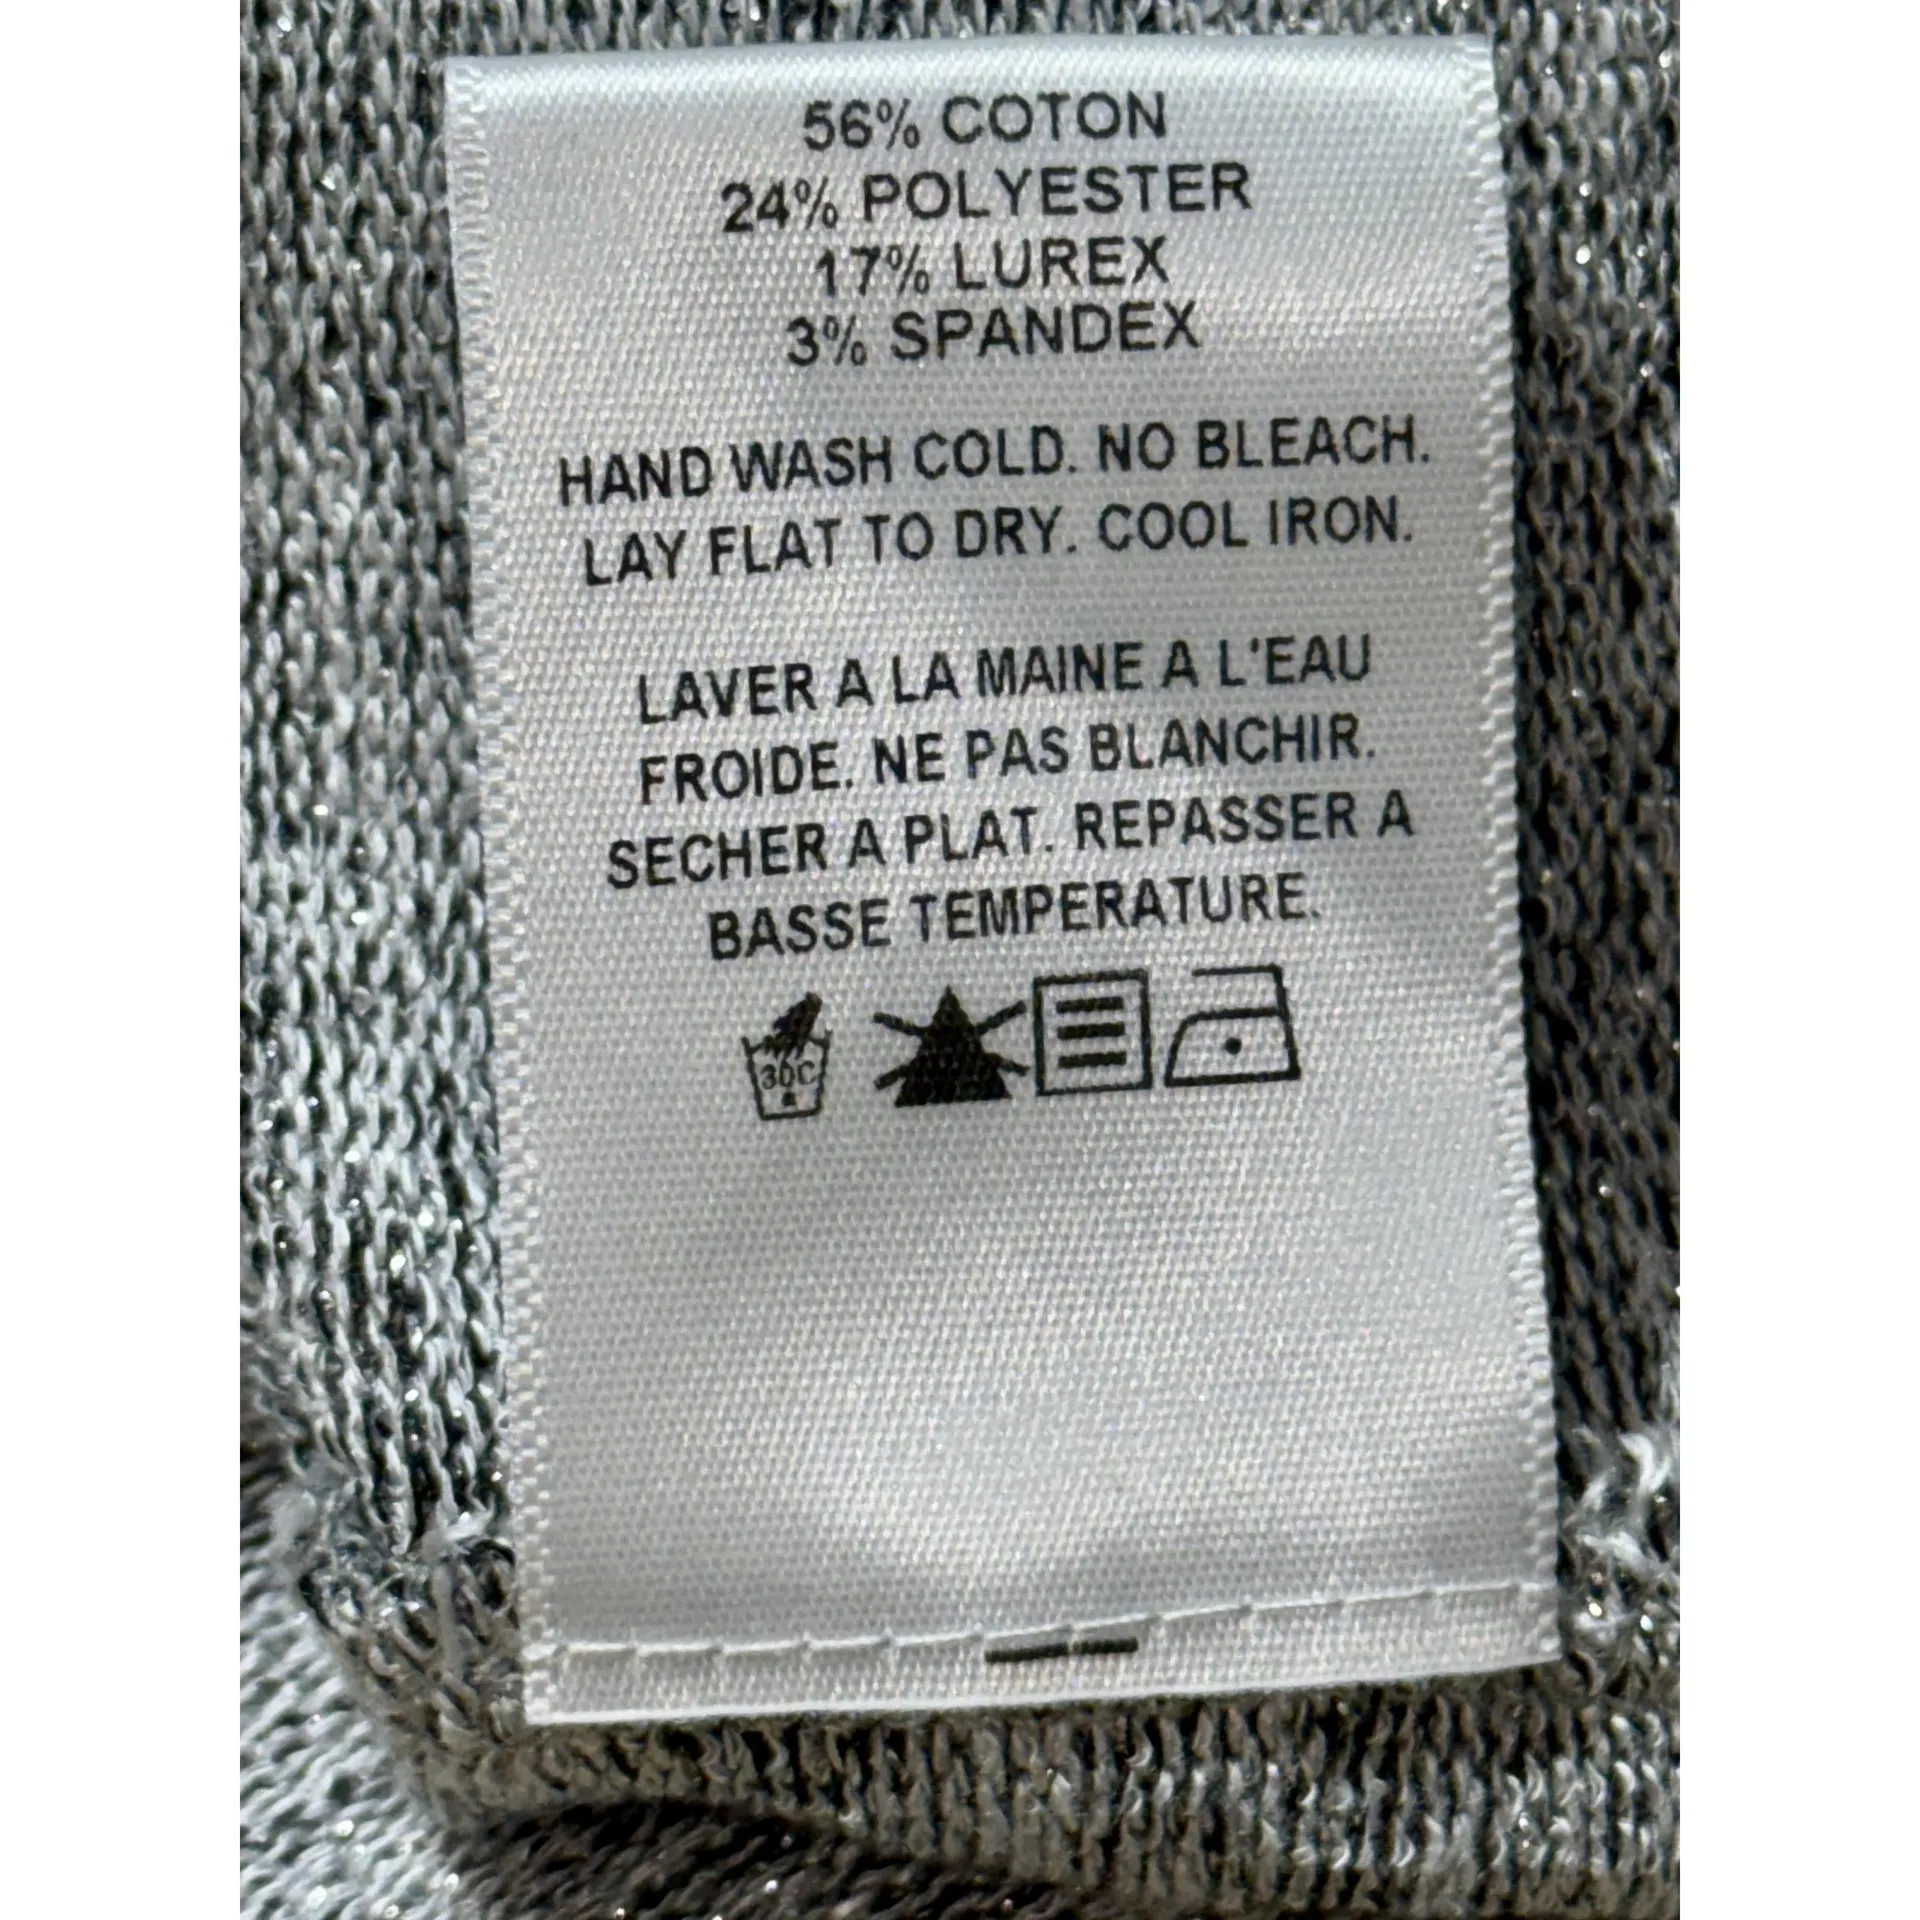 56% COTON
24% POLYESTER
17% LUREX
3% SPANDEX
HAND WASH COLD. NO BLEACH.
LAY FLAT TO DRY. COOL IRON.
LAVER A LA MAINE A L'EAU
FROIDE. NE PAS BLANCHIR.
SECHER A PLAT. REPASSER A
BASSE TEMPERATURE.
30C